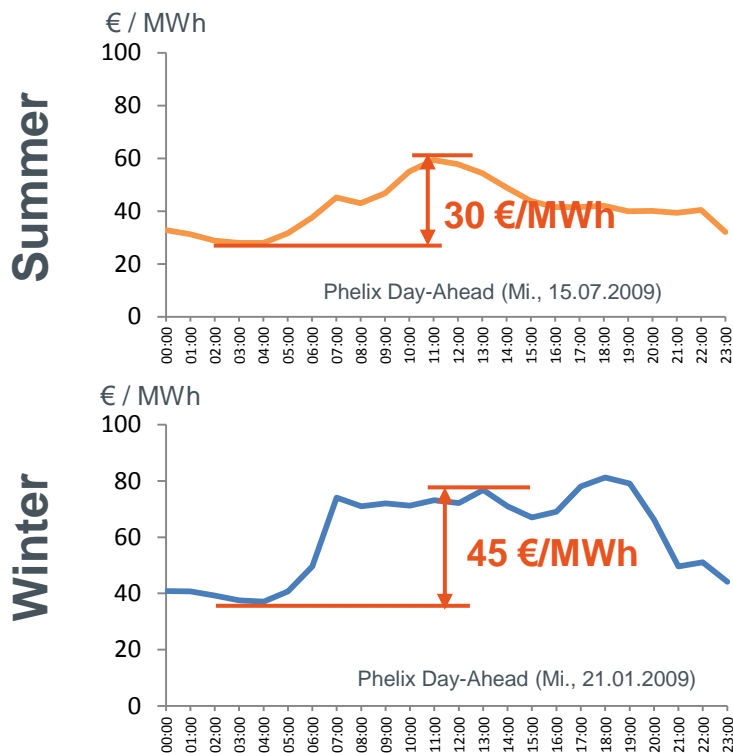 Summer
€ / MWh
100
80
60
40
20
0
30 €/MWh
Phelix Day-Ahead (Mi., 15.07.2009)
00:00 01:00 02:00 03:00 04:00 05:00 06:00 07:00 08:00 09:00 10:00 11:00 12:00 13:00 14:00 15:00 16:00 17:00 18:00 19:00 20:00 21:00 22:00 23:00
Winter
€ / MWh
100
80
60
40
20
0
45 €/MWh
Phelix Day-Ahead (Mi., 21.01.2009)
00:00 01:00 02:00 03:00 04:00 05:00 06:00 07:00 08:00 09:00 10:00 11:00 12:00 13:00 14:00 15:00 16:00 17:00 18:00 19:00 20:00 21:00 22:00 23:00